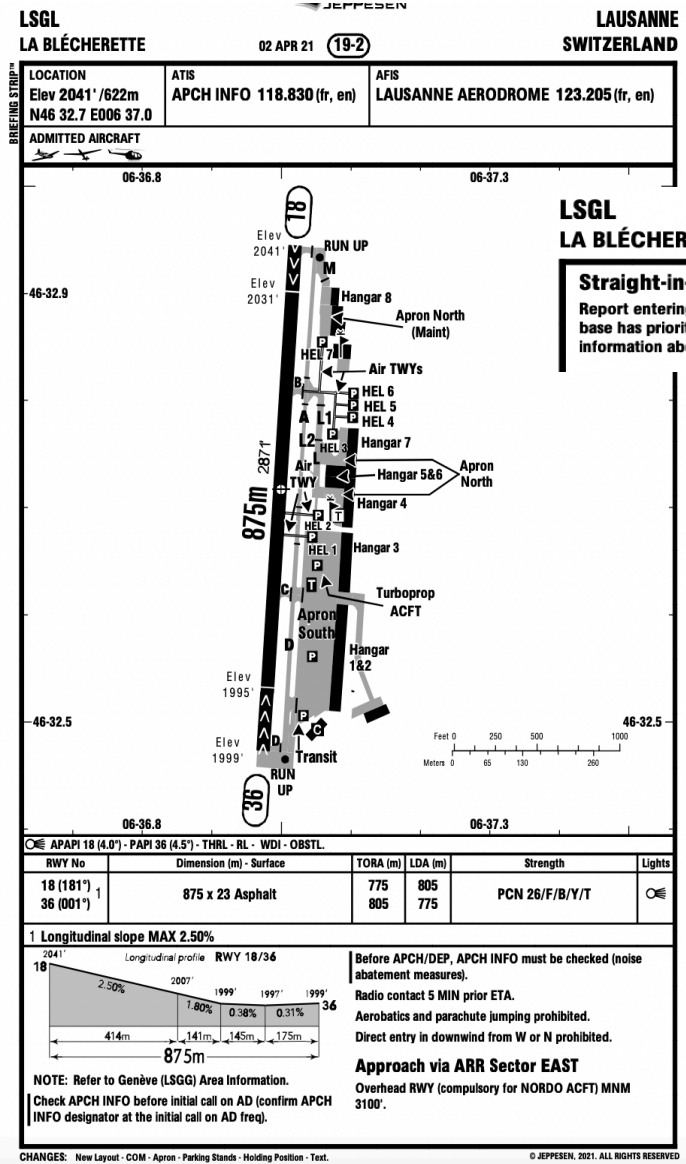 JEPPESEN
LSGL
LAUSANNE
LA BLÉCHERETTE
02 APR 21
19-2
SWITZERLAND
BRIEFING STRIP™
LOCATION
Elev 2041'/622m
N46 32.7 E006 37.0
ATIS
APCH INFO 118.830 (fr, en)
AFIS
LAUSANNE AERODROME 123.205 (fr, en)
ADMITTED AIRCRAFT
06-36.8
06-37.3
18
Elev
2041'
RUN UP
M
Elev
2031'
46-32.9
Hangar 8
Apron North
(Maint)
HEL 7
Air TWYs
B
P HEL 6
P HEL 5
P HEL 4
A
L1
P
HEL 3
L2
Hangar 7
L
2871'
875m
Air
TWY
Hangar 5&6
Apron
North
Hangar 4
P
T
HEL 2
P
HEL 1
Hangar 3
P
T
Turboprop
ACFT
C
Apron
South
D
P
Hangar
1&2
Elev
1995'
P
C
46-32.5
46-32.5
Elev
1999'
D
Transit
RUN
UP
36
Feet 0 250 500 1000
Meters 0 65 130 260
06-36.8
06-37.3
LSGL
LA BLÉCHER
Straight-in-
Report entering
base has priorit
information ab
APAPI 18 (4.0°) - PAPI 36 (4.5°) - THRL - RL - WDI - OBSTL.
RWY No
Dimension (m) - Surface
TORA (m)
LDA (m)
Strength
Lights
18 (181°)
36 (001°)
1
875 x 23 Asphalt
775
805
805
775
PCN 26/F/B/Y/T
1 Longitudinal slope MAX 2.50%
2041'
18
Longitudinal profile RWY 18/36
2.50%
2007'
1.80%
1999'
0.38%
1997'
0.31%
1999'
36
414m
141m
145m
175m
875m
NOTE: Refer to Genève (LSGG) Area Information.
Check APCH INFO before initial call on AD (confirm APCH
INFO designator at the initial call on AD freq).
Before APCH/DEP, APCH INFO must be checked (noise
abatement measures).
Radio contact 5 MIN prior ETA.
Aerobatics and parachute jumping prohibited.
Direct entry in downwind from W or N prohibited.
Approach via ARR Sector EAST
Overhead RWY (compulsory for NORDO ACFT) MNM
3100'.
CHANGES: New Layout - COM - Apron - Parking Stands - Holding Position - Text.
© JEPPESEN, 2021. ALL RIGHTS RESERVED